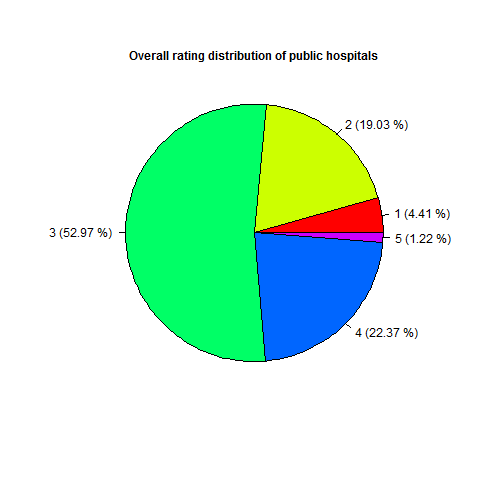 Overall rating distribution of public hospitals
2 (19.03 %)
1 (4.41 %)
3 (52.97 %)
5 (1.22 %)
4 (22.37 %)